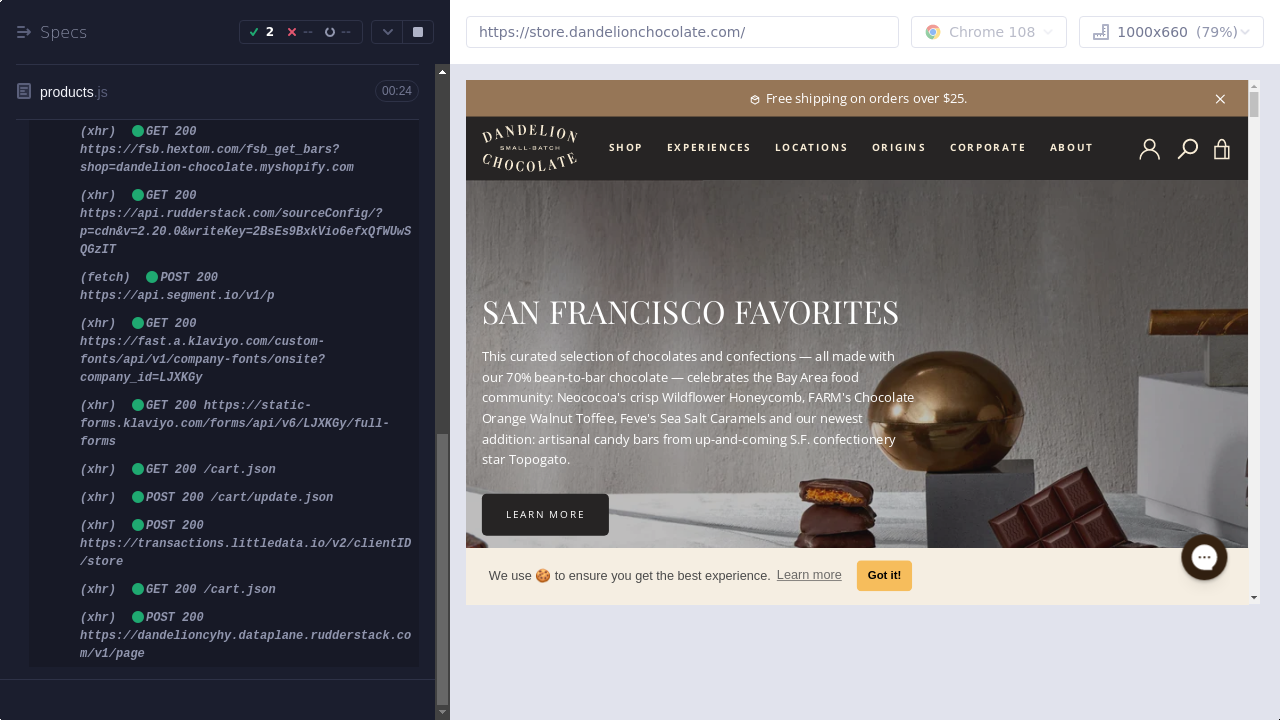 Specs
2
--
--
products.js
00:24
(xhr) GET 200
https://fsb.hextom.com/fsb_get_bars?
shop=dandelion-chocolate.myshopify.com
(xhr) GET 200
https://api.rudderstack.com/sourceConfig/?
p=cdn&v=2.20.0&writeKey=2BsEs9BxkVio6efxQfWUwS
QGzIT
(fetch) POST 200
https://api.segment.io/v1/p
(xhr) GET 200
https://fast.a.klaviyo.com/custom-
fonts/api/v1/company-fonts/onsite?
company_id=LJXKGy
(xhr) GET 200 https://static-
forms.klaviyo.com/forms/api/v6/LJXKGy/full-
forms
(xhr) GET 200 /cart.json
(xhr) POST 200 /cart/update.json
(xhr) POST 200
https://transactions.littledata.io/v2/clientID
/store
(xhr) GET 200 /cart.json
(xhr) POST 200
https://dandelioncyhy.dataplane.rudderstack.co
m/v1/page
https://store.dandelionchocolate.com/
Chrome 108
1000x660 (79%)
Free shipping on orders over $25.
DANDELION
SMALL-BATCH
CHOCOLATE
SHOP EXPERIENCES LOCATIONS ORIGINS CORPORATE ABOUT
SAN FRANCISCO FAVORITES
This curated selection of chocolates and confections — all made with
our 70% bean-to-bar chocolate — celebrates the Bay Area food
community: Neococoa's crisp Wildflower Honeycomb, FARM's Chocolate
Orange Walnut Toffee, Feve's Sea Salt Caramels and our newest
addition: artisanal candy bars from up-and-coming S.F. confectionery
star Topogato.
LEARN MORE
We use 🍪 to ensure you get the best experience. Learn more
Got it!